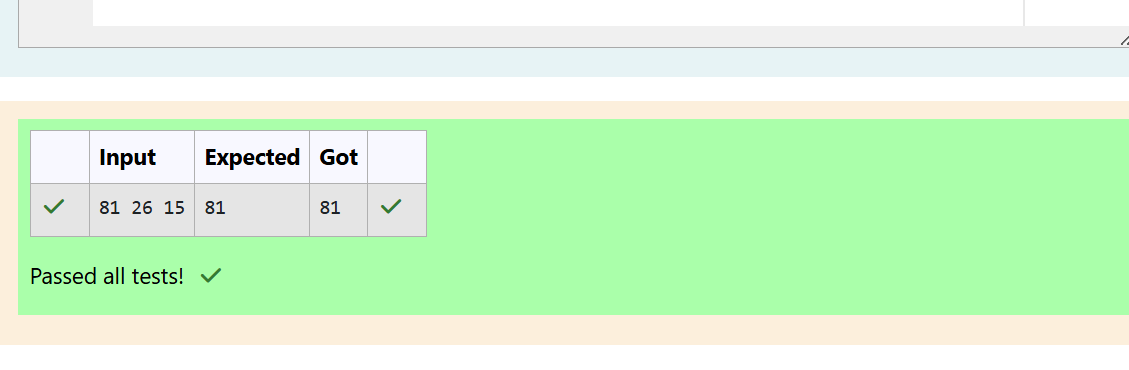 Input Expected Got
81 26 15 81 81
Passed all tests!